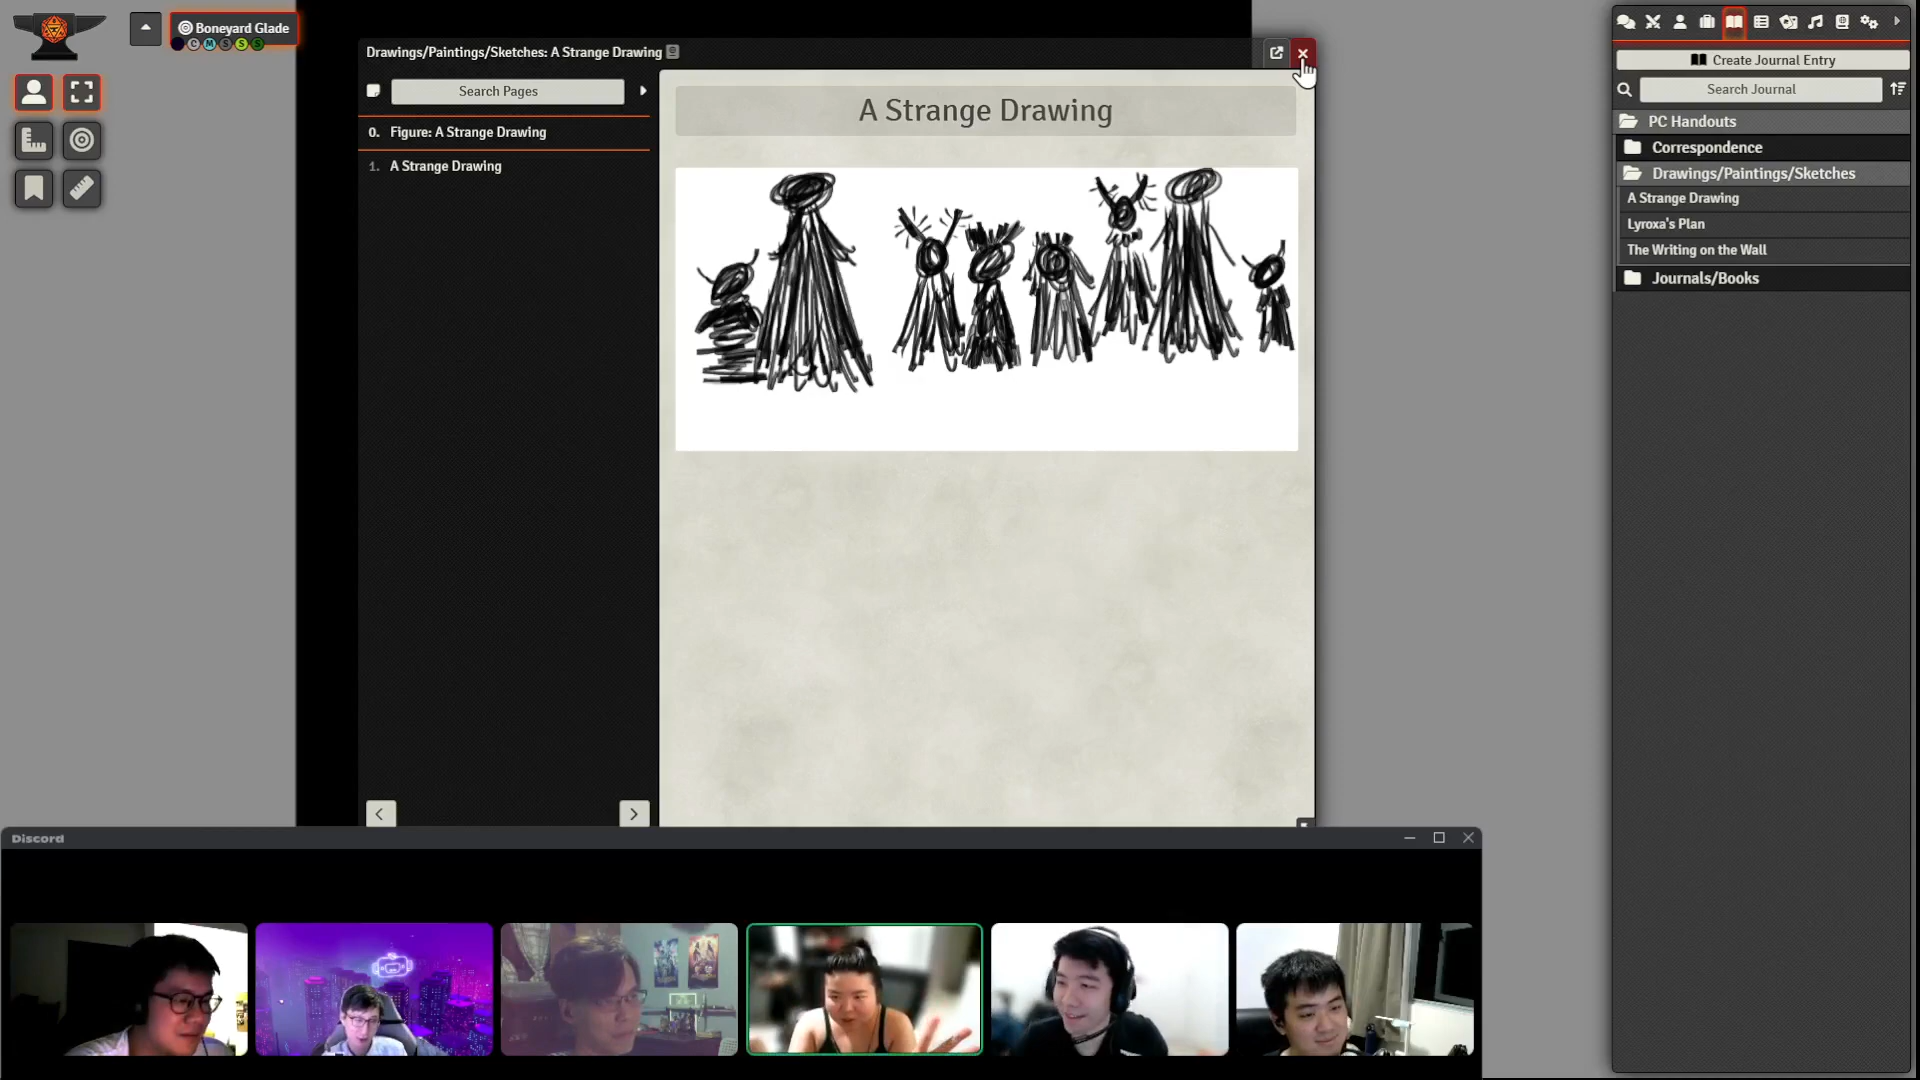 Boneyard Glade
C M S S S
Drawings/Paintings/Sketches: A Strange Drawing
Search Pages
0. Figure: A Strange Drawing
1. A Strange Drawing
A Strange Drawing
Create Journal Entry
Search Journal
PC Handouts
Correspondence
Drawings/Paintings/Sketches
A Strange Drawing
Lyroxa's Plan
The Writing on the Wall
Journals/Books
Discord